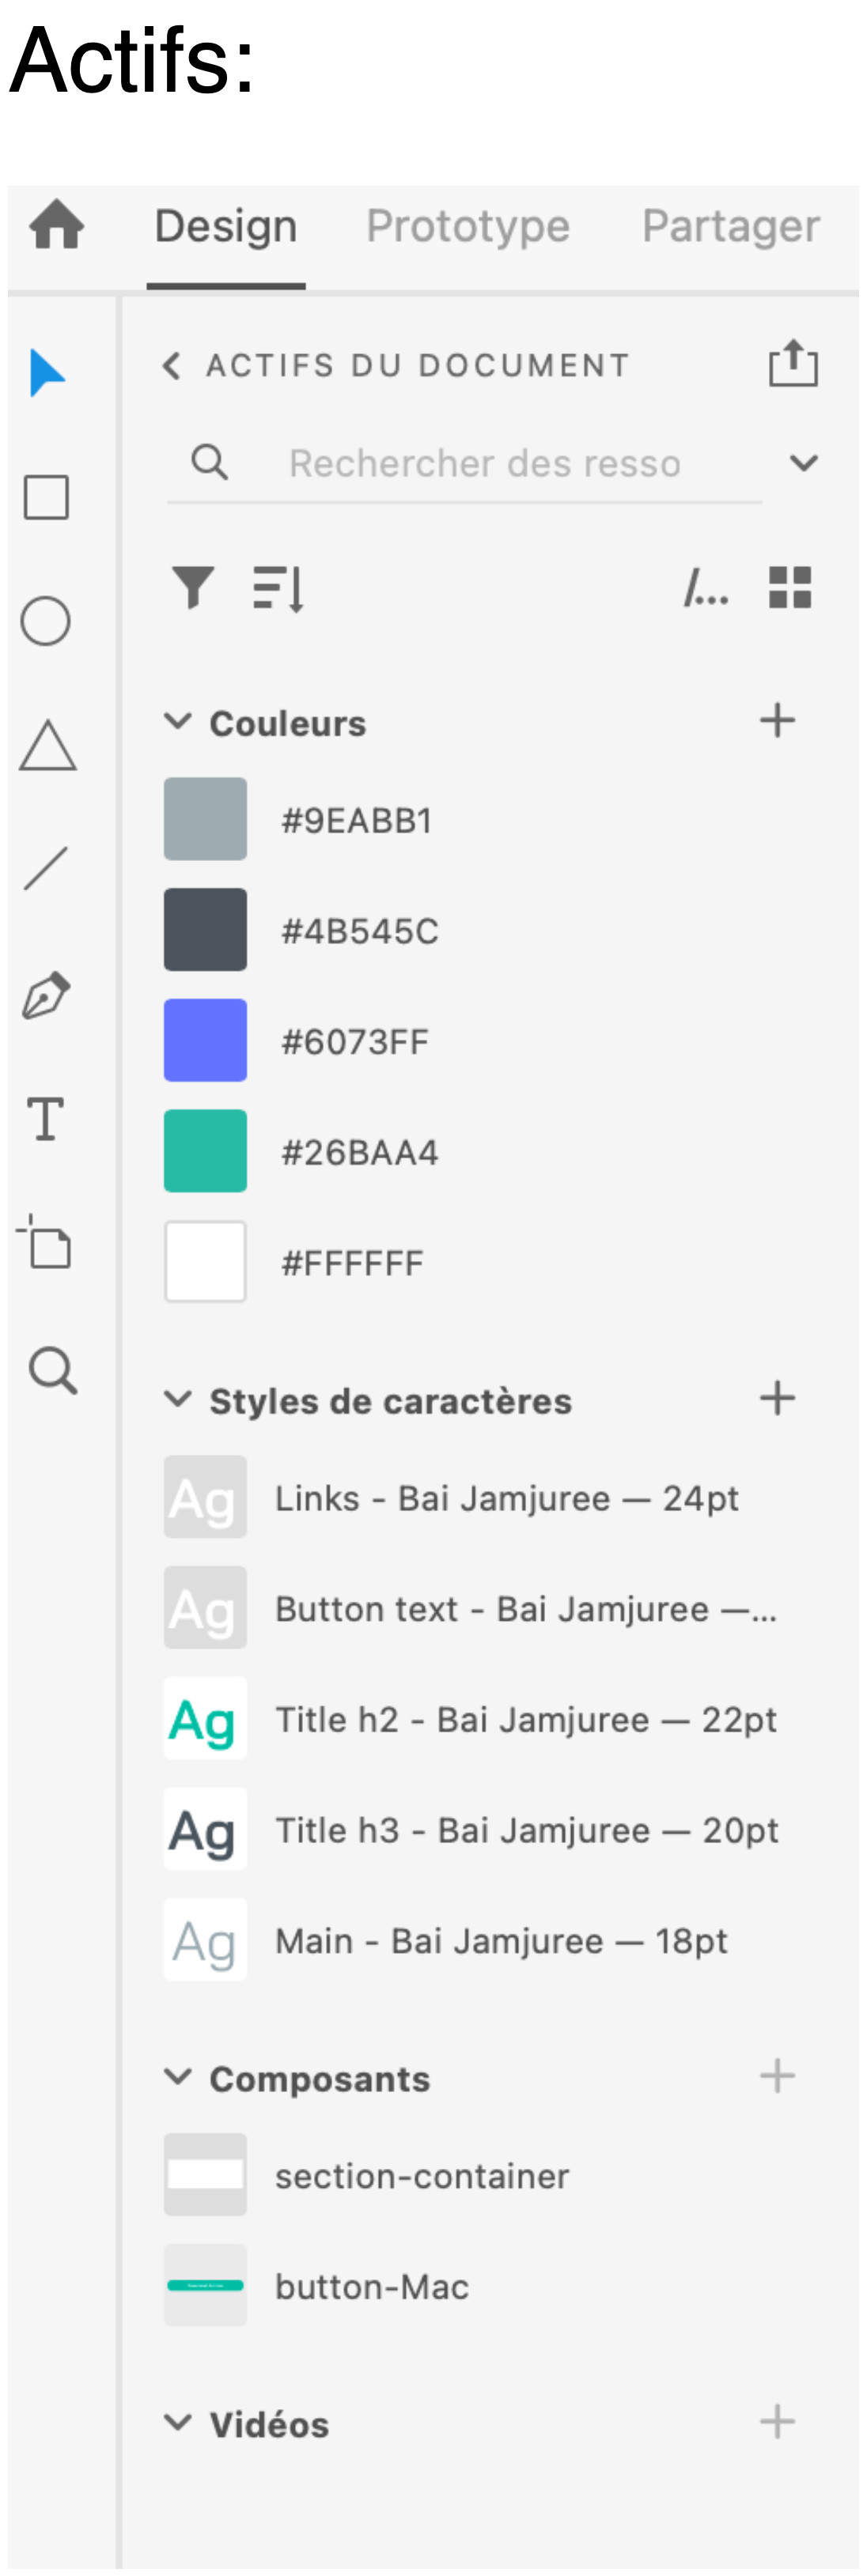 Actifs:
Design Prototype Partager
ACTIFS DU DOCUMENT
Rechercher des resso
/...
Couleurs
#9EABB1
#4B545C
#6073FF
#26BAA4
#FFFFFF
Styles de caractères
Ag Links - Bai Jamjuree — 24pt
Ag Button text - Bai Jamjuree —...
Ag Title h2 - Bai Jamjuree — 22pt
Ag Title h3 - Bai Jamjuree — 20pt
Ag Main - Bai Jamjuree — 18pt
Composants
section-container
button-Mac
Vidéos